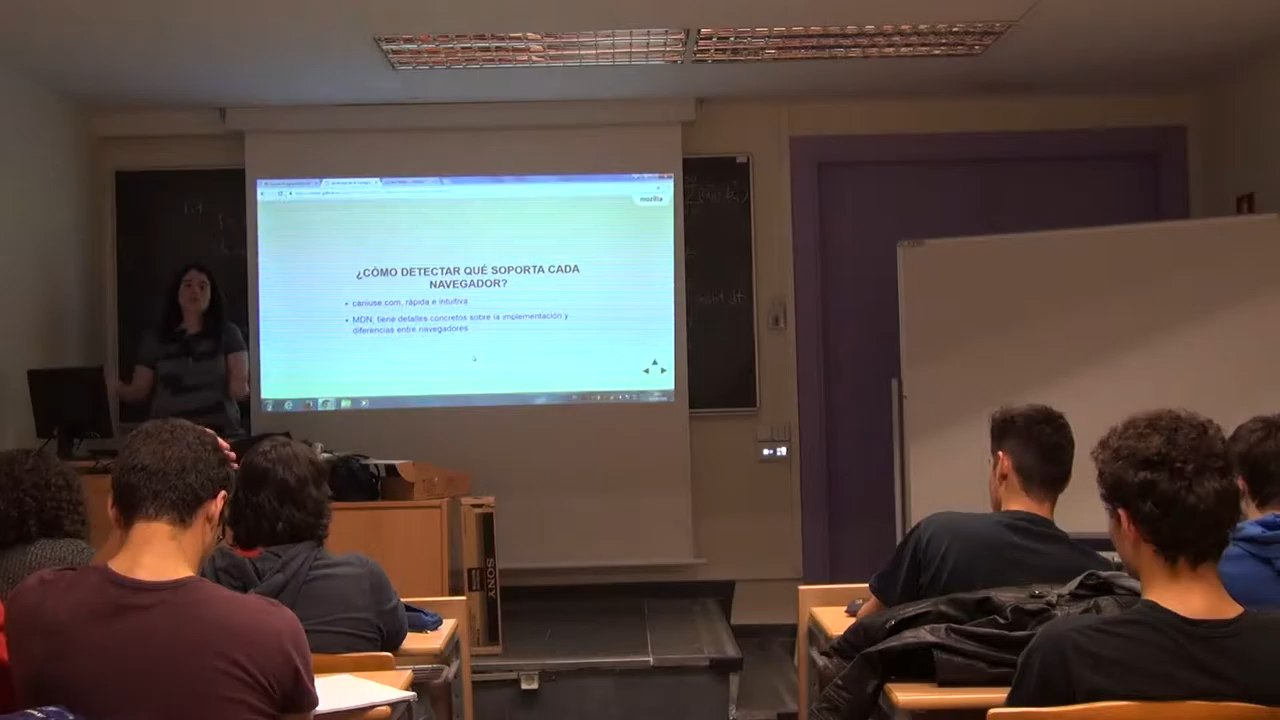 mozilla
¿CÓMO DETECTAR QUÉ SOPORTA CADA
NAVEGADOR?
caniuse.com, rápida e intuitiva
MDN, tiene detalles concretos sobre la implementación y
diferencias entre navegadores
SONY